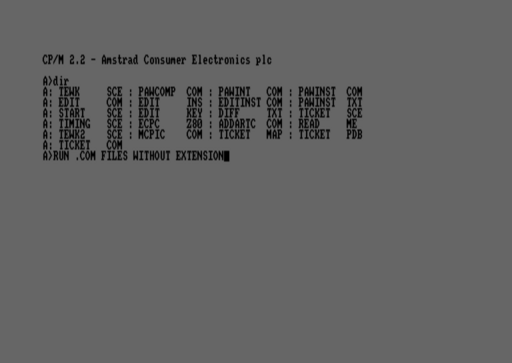 CP/M 2.2 - Amstrad Consumer Electronics plc
A>dir
A: TEWK     SCE : PAWCOMP  COM : PAWINT   COM : PAWINST  COM
A: EDIT     COM : EDIT     INS : EDITINST COM : PAWINST  TXT
A: START    SCE : EDIT     KEY : DIFF     TXT : TICKET   SCE
A: TIMING   SCE : ECPC     Z80 : ADDARTC  COM : READ     ME
A: TEWK2    SCE : MCPIC    COM : TICKET   MAP : TICKET   PDB
A: TICKET   COM
A>RUN .COM FILES WITHOUT EXTENSION